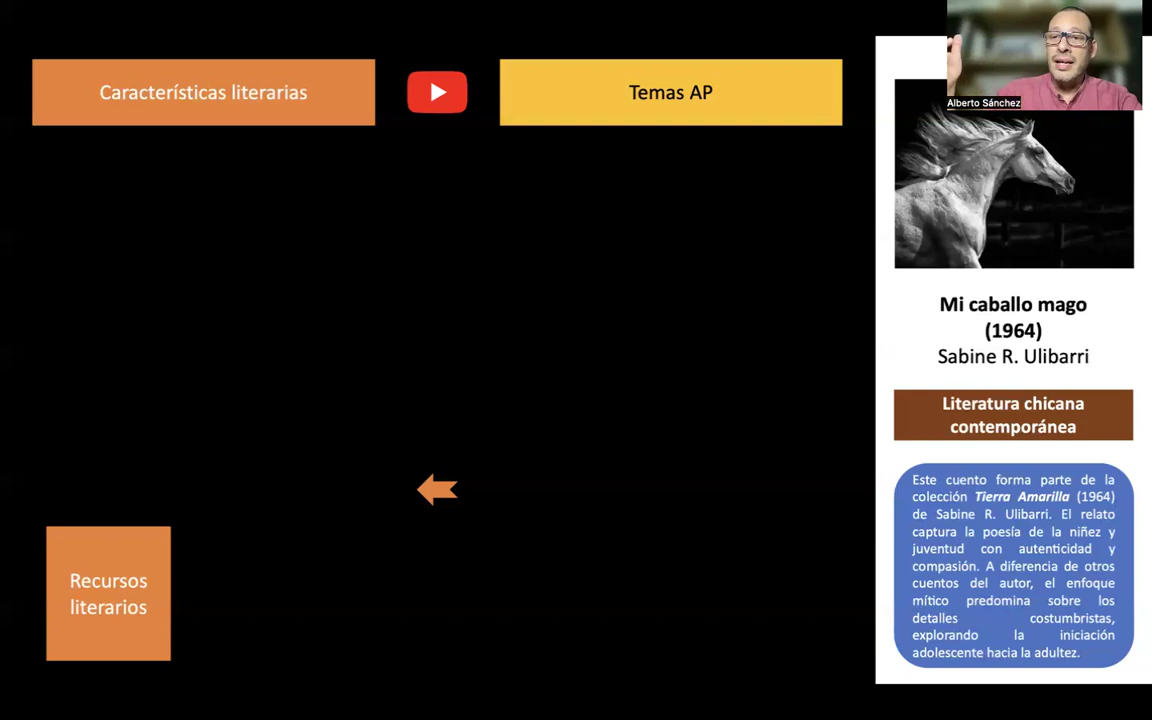 Características literarias
Temas AP
Alberto Sánchez
Mi caballo mago
(1964)
Sabine R. Ulibarri
Literatura chicana
contemporánea
Este cuento forma parte de la
colección Tierra Amarilla (1964)
de Sabine R. Ulibarri. El relato
captura la poesía de la niñez y
juventud con autenticidad y
compasión. A diferencia de otros
cuentos del autor, el enfoque
mítico predomina sobre los
detalles costumbristas,
explorando la iniciación
adolescente hacia la adultez.
Recursos
literarios